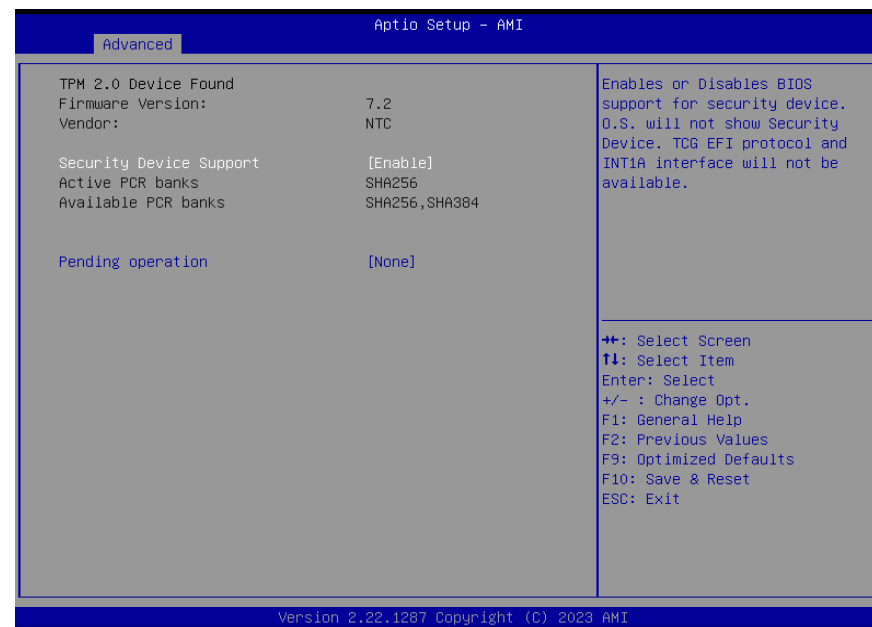 Aptio Setup – AMI
Advanced
TPM 2.0 Device Found
Firmware Version: 7.2
Vendor: NTC
Security Device Support [Enable]
Active PCR banks SHA256
Available PCR banks SHA256,SHA384
Pending operation [None]
Enables or Disables BIOS
support for security device.
O.S. will not show Security
Device. TCG EFI protocol and
INT1A interface will not be
available.
→←: Select Screen
↑↓: Select Item
Enter: Select
+/- : Change Opt.
F1: General Help
F2: Previous Values
F9: Optimized Defaults
F10: Save & Reset
ESC: Exit
Version 2.22.1287 Copyright (C) 2023 AMI